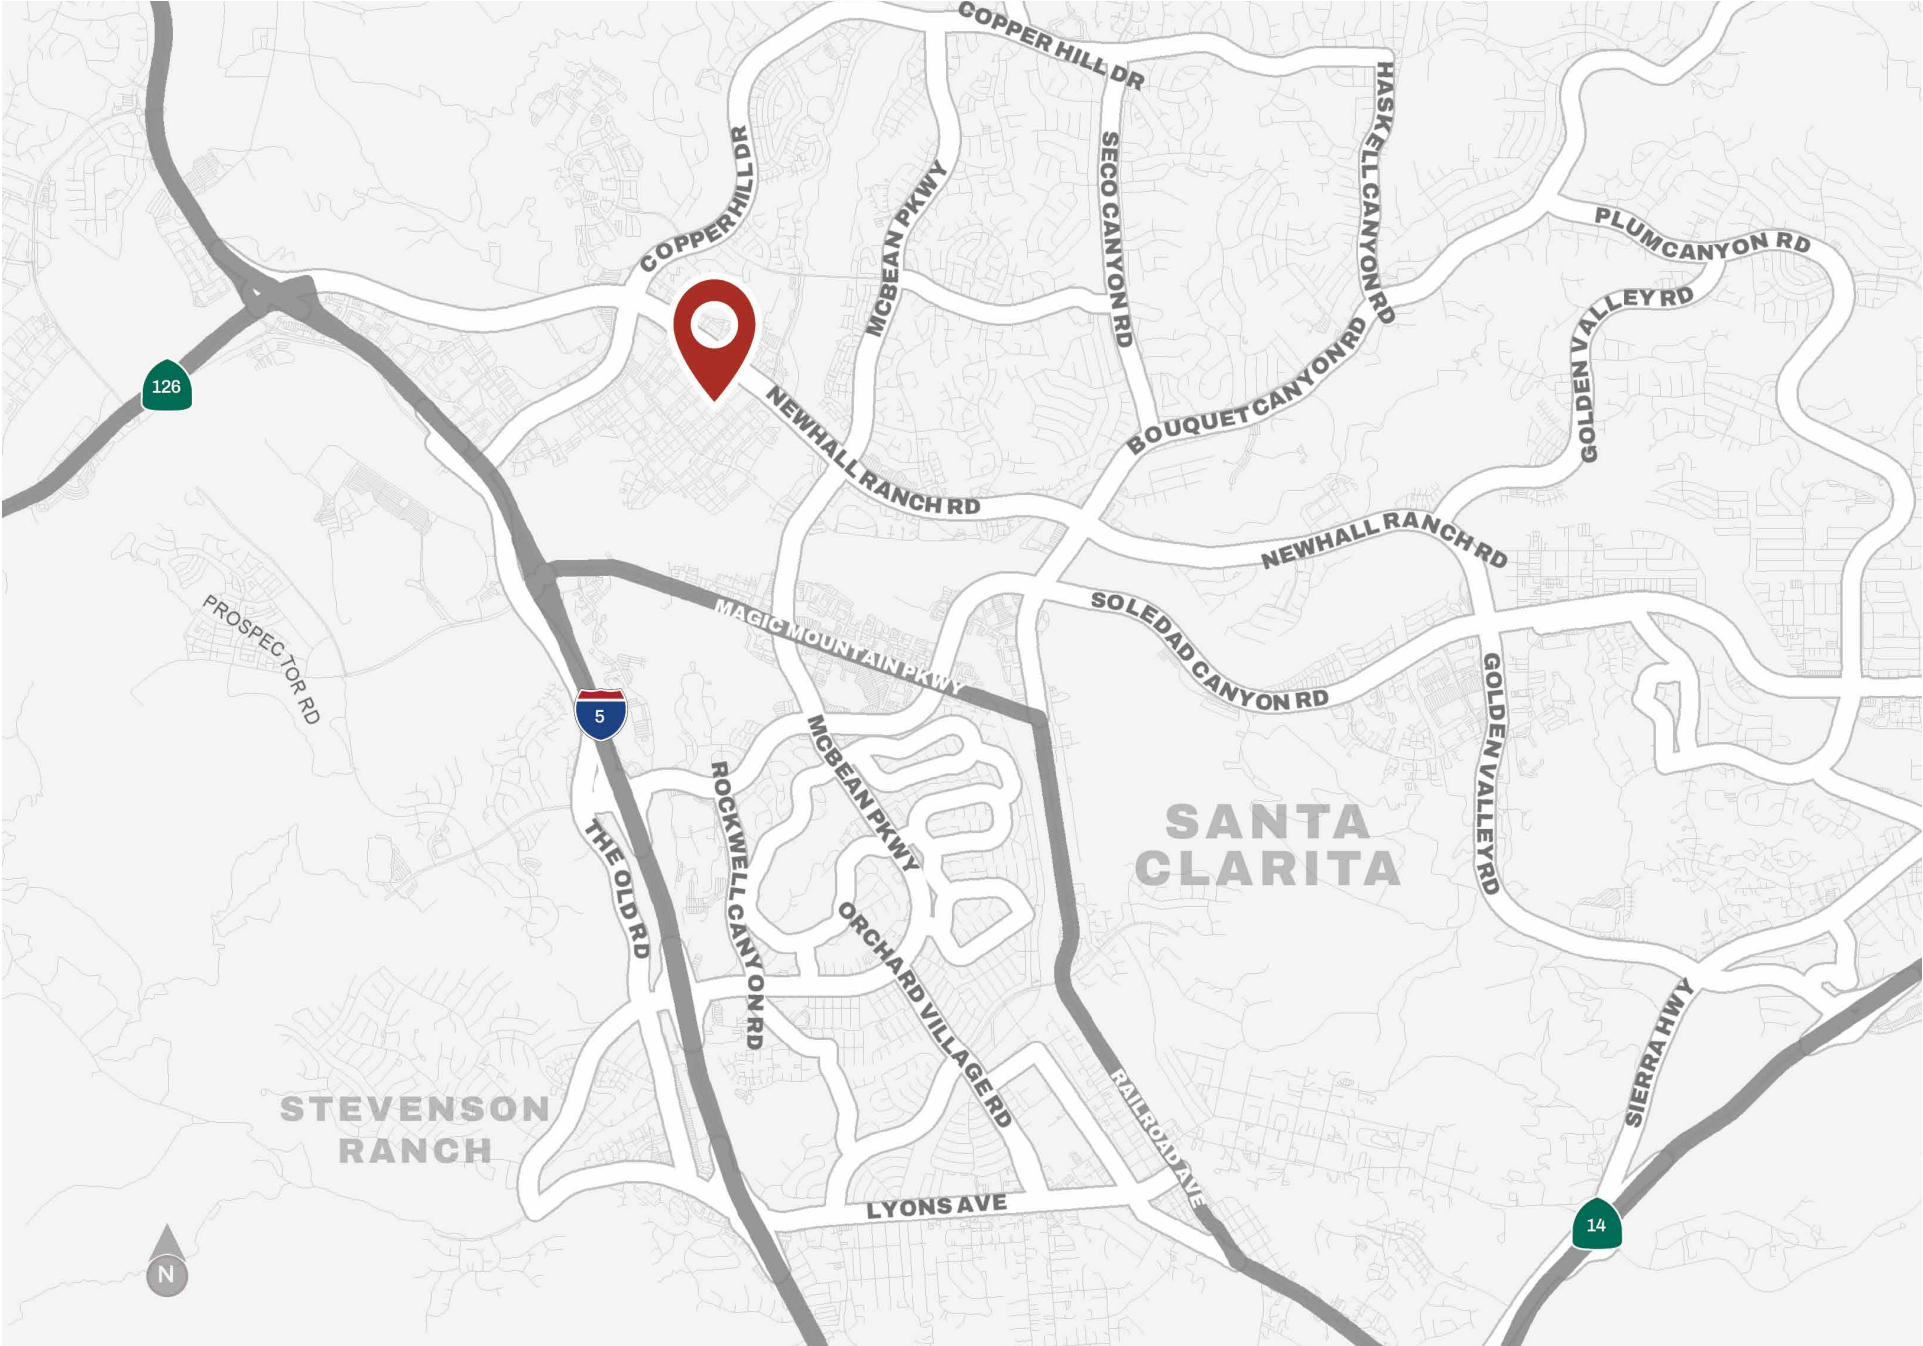 COPPER HILL DR
COPPER HILL DR
HASKELL CANYON RD
SECO CANYON RD
MCBEAN PKWY
PLUM CANYON RD
GOLDEN VALLEY RD
BOUQUET CANYON RD
126
NEWHALL RANCH RD
NEWHALL RANCH RD
PROSPECTOR RD
MAGIC MOUNTAIN PKWY
SOLEDAD CANYON RD
5
GOLDEN VALLEY RD
MCBEAN PKWY
ROCKWELL CANYON RD
THE OLD RD
SANTA
CLARITA
ORCHARD VILLAGE RD
SIERRA HWY
STEVENSON
RANCH
RAILROAD AVE
LYONS AVE
14
N